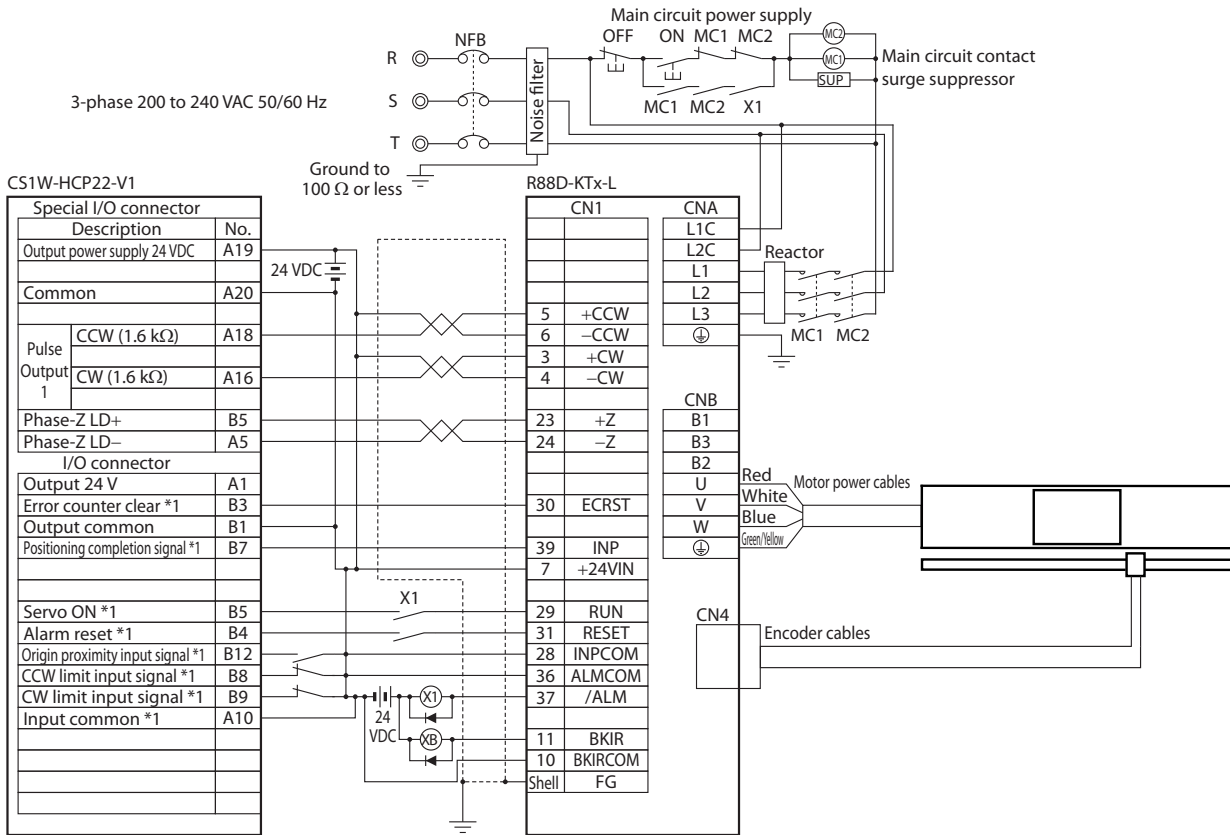 Main circuit power supply
OFF ON MC1 MC2
MC2
NFB
R
MC1
Main circuit contact
surge suppressor
SUP
Noise filter
3-phase 200 to 240 VAC 50/60 Hz
S
MC1 MC2 X1
T
Ground to
100 Ω or less
CS1W-HCP22-V1
R88D-KTx-L
Special I/O connector
Description No.
Output power supply 24 VDC A19
Common A20
Pulse
Output
1
CCW (1.6 kΩ) A18
CW (1.6 kΩ) A16
Phase-Z LD+ B5
Phase-Z LD− A5
I/O connector
Output 24 V A1
Error counter clear *1 B3
Output common B1
Positioning completion signal *1 B7
Servo ON *1 B5
Alarm reset *1 B4
Origin proximity input signal *1 B12
CCW limit input signal *1 B8
CW limit input signal *1 B9
Input common *1 A10
24 VDC
X1
X1
24
VDC
XB
CN1
5 +CCW
6 −CCW
3 +CW
4 −CW
23 +Z
24 −Z
30 ECRST
39 INP
7 +24VIN
29 RUN
31 RESET
28 INPCOM
36 ALMCOM
37 /ALM
11 BKIR
10 BKIRCOM
Shell FG
CNA
L1C
L2C
L1
L2
L3
Reactor
MC1 MC2
CNB
B1
B3
B2
U
V
W
Red
White
Blue
Green/Yellow
Motor power cables
CN4
Encoder cables